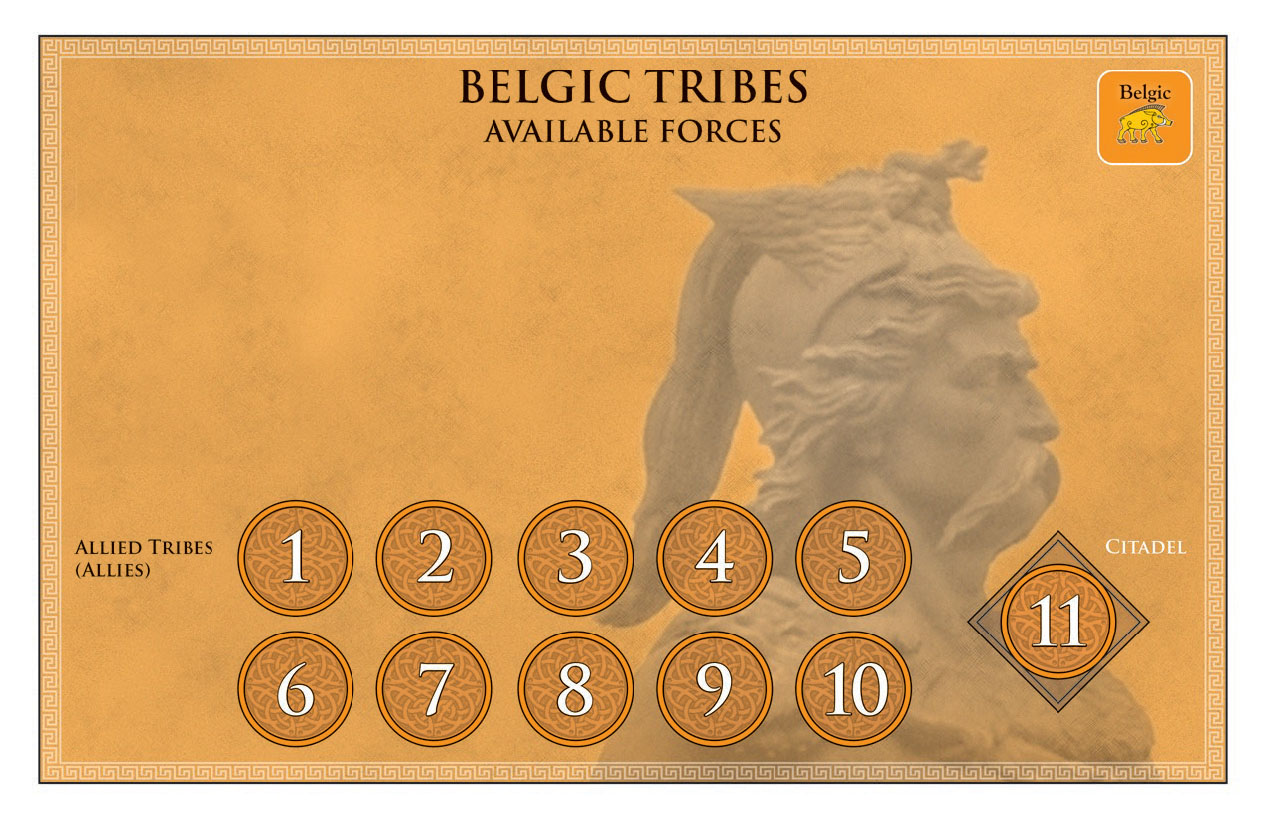 BELGIC TRIBES
AVAILABLE FORCES
Belgic
ALLIED TRIBES
(ALLIES)
1 2 3 4 5
CITADEL
11
6 7 8 9 10